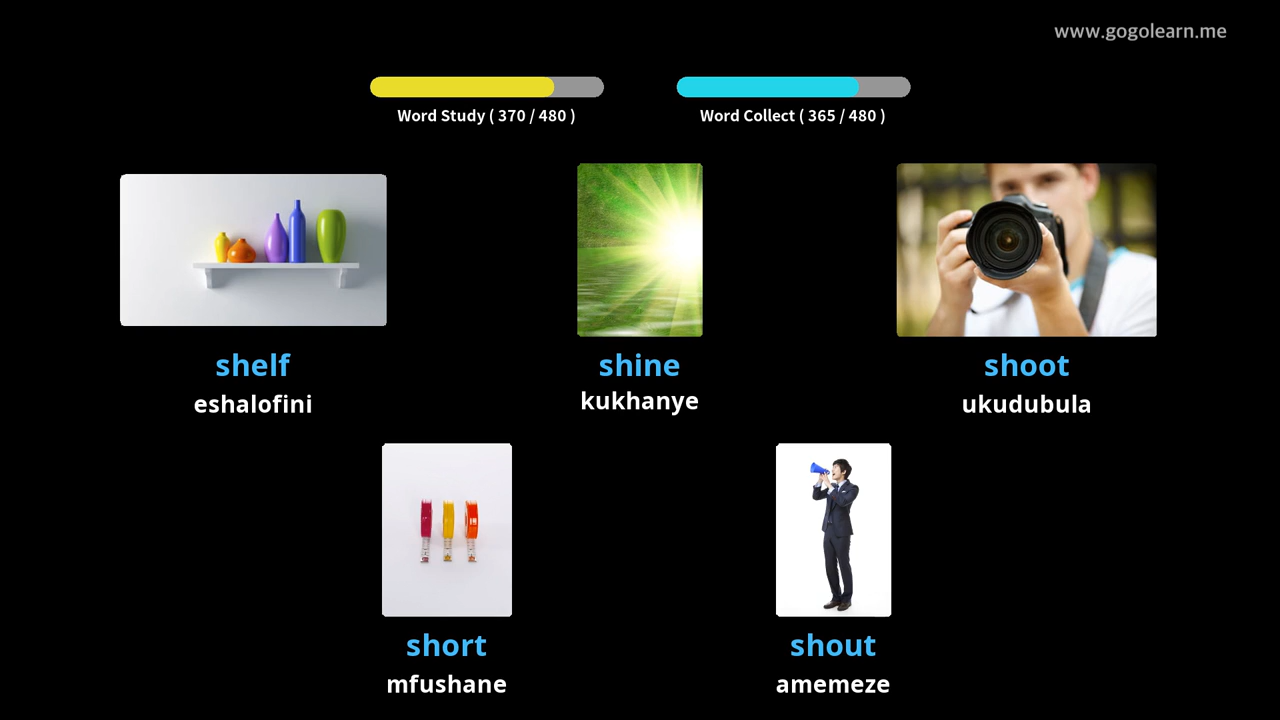 www.gogolearn.me
Word Study ( 370 / 480 )
Word Collect ( 365 / 480 )
shelf
eshalofini
shine
kukhanye
shoot
ukudubula
short
mfushane
shout
amemeze